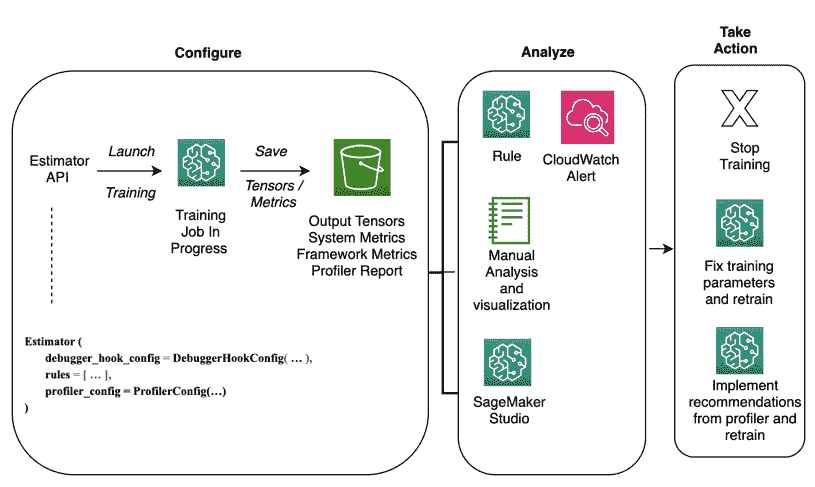 Configure
Analyze
Take
Action
Estimator
API
Launch
Training
Training
Job In
Progress
Save
Tensors /
Metrics
Output Tensors
System Metrics
Framework Metrics
Profiler Report
Estimator (
debugger_hook_config = DebuggerHookConfig( ... ),
rules = [ ... ],
profiler_config = ProfilerConfig(...)
)
Rule
CloudWatch
Alert
Manual
Analysis
and
visualization
SageMaker
Studio
X
Stop
Training
Fix training
parameters
and retrain
Implement
recommendations
from profiler and
retrain